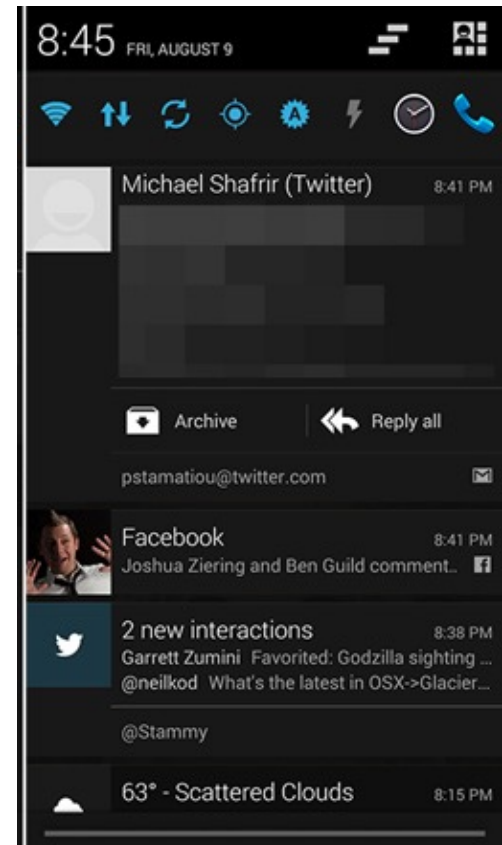 8:45 FRI, AUGUST 9
Michael Shafrir (Twitter) 8:41 PM
Archive Reply all
pstamatiou@twitter.com
Facebook 8:41 PM
Joshua Ziering and Ben Guild comment..
2 new interactions 8:38 PM
Garrett Zumini Favorited: Godzilla sighting ...
@neilkod What's the latest in OSX->Glacier...
@Stammy
63° - Scattered Clouds 8:15 PM